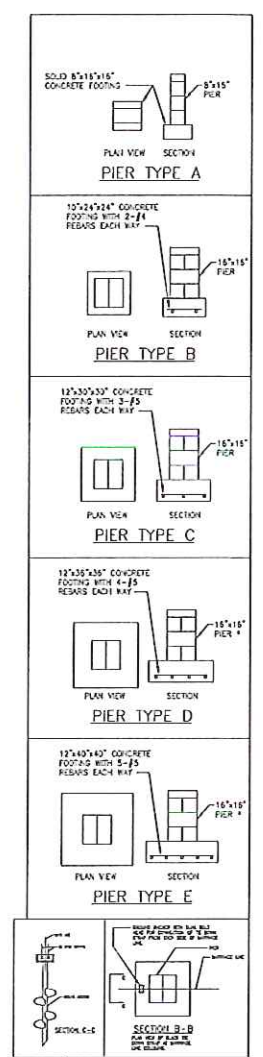 SOLID 8"x16"x16"
CONCRETE FOOTING
8"x16"
PIER
PLAN VIEW SECTION
PIER TYPE A
10"x24"x24" CONCRETE
FOOTING WITH 2-#4
REBARS EACH WAY
16"x16"
PIER
PLAN VIEW SECTION
PIER TYPE B
12"x30"x30" CONCRETE
FOOTING WITH 3-#5
REBARS EACH WAY
16"x16"
PIER
PLAN VIEW SECTION
PIER TYPE C
12"x36"x36" CONCRETE
FOOTING WITH 4-#5
REBARS EACH WAY
16"x16"
PIER *
PLAN VIEW SECTION
PIER TYPE D
12"x40"x40" CONCRETE
FOOTING WITH 5-#5
REBARS EACH WAY
16"x16"
PIER *
PLAN VIEW SECTION
PIER TYPE E
SECTION C-C
SECTION B-B